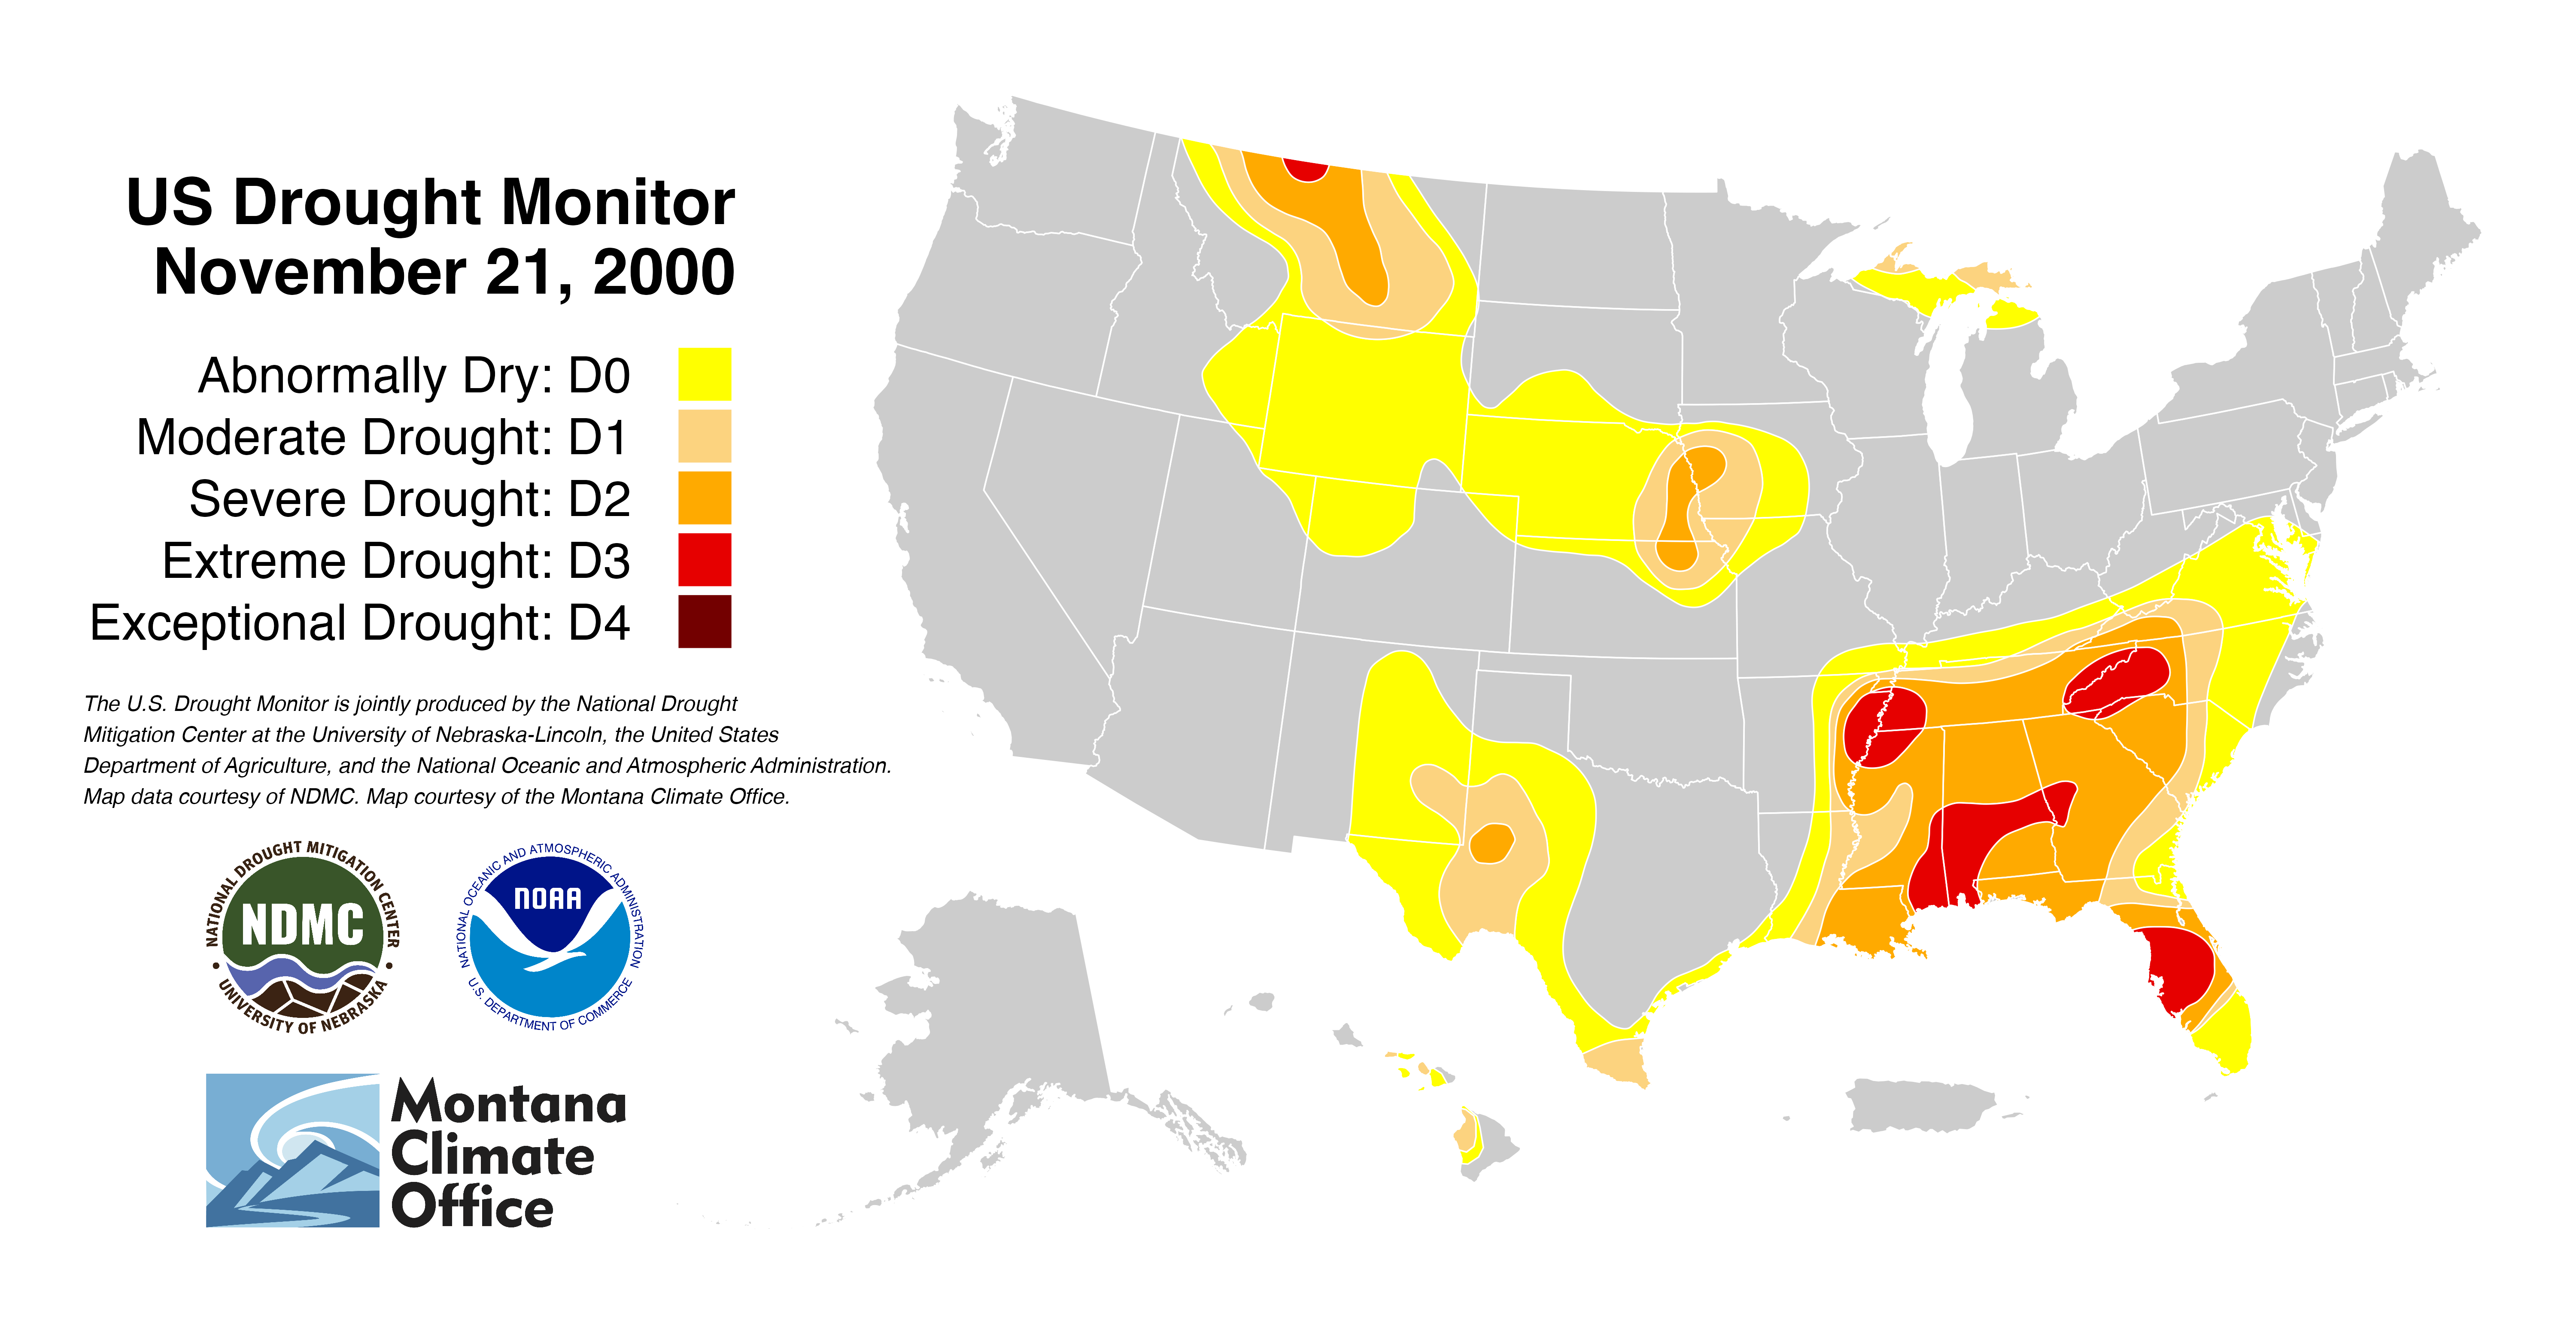 US Drought Monitor
November 21, 2000
Abnormally Dry: D0
Moderate Drought: D1
Severe Drought: D2
Extreme Drought: D3
Exceptional Drought: D4
The U.S. Drought Monitor is jointly produced by the National Drought
Mitigation Center at the University of Nebraska-Lincoln, the United States
Department of Agriculture, and the National Oceanic and Atmospheric Administration.
Map data courtesy of NDMC. Map courtesy of the Montana Climate Office.
NATIONAL DROUGHT MITIGATION CENTER
NDMC
• UNIVERSITY OF NEBRASKA •
NATIONAL OCEANIC AND ATMOSPHERIC ADMINISTRATION
NOAA
U.S. DEPARTMENT OF COMMERCE
Montana
Climate
Office